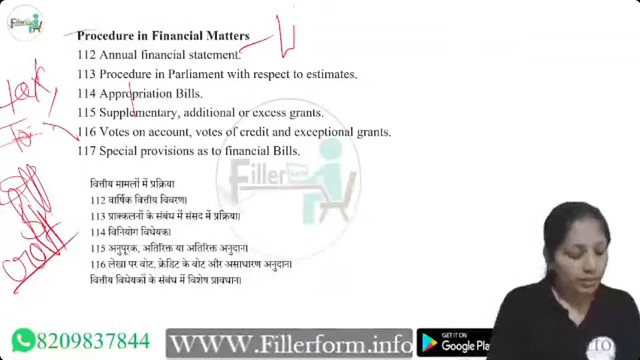 Filler form
Procedure in Financial Matters
112 Annual financial statement.
113 Procedure in Parliament with respect to estimates.
114 Appropriation Bills.
115 Supplementary, additional or excess grants.
116 Votes on account, votes of credit and exceptional grants.
117 Special provisions as to financial Bills.
Filler
वित्तीय मामलों में प्रक्रिया
112 वार्षिक वित्तीय विवरण।
113 प्राक्कलनों के संबंध में संसद में प्रक्रिया।
114 विनियोग विधेयक।
115 अनुपूरक, अतिरिक्त या अतिरिक्त अनुदान।
116 लेखा पर वोट, क्रेडिट के वोट और असाधारण अनुदान।
वित्तीय विधेयकों के संबंध में विशेष प्रावधान।
8209837844
WWW.Fillerform.info
GET IT ON
Google Play